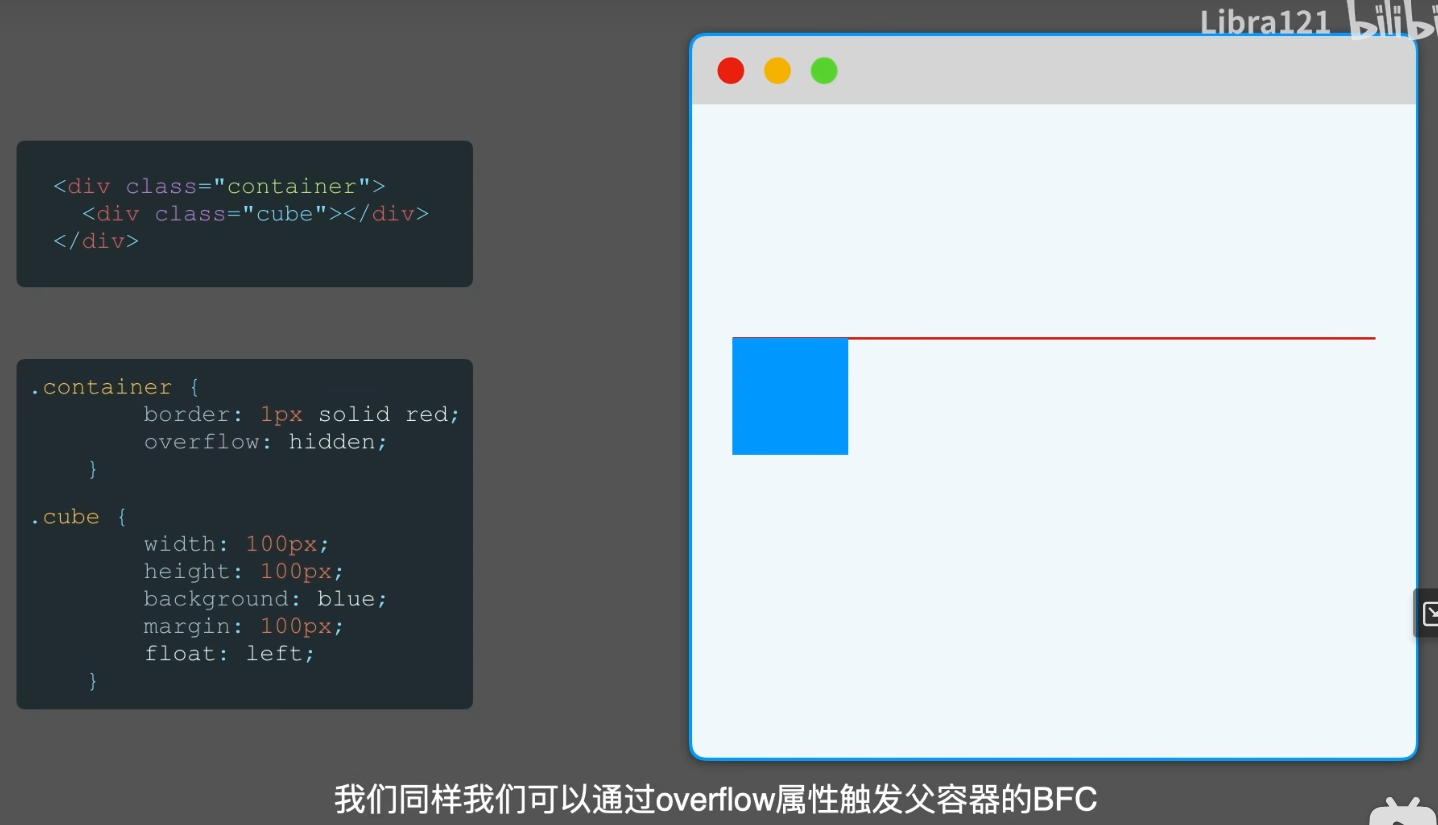 Libra121 bilibi
<div class="container">
  <div class="cube"></div>
</div>
.container {
        border: 1px solid red;
        overflow: hidden;
    }
.cube {
        width: 100px;
        height: 100px;
        background: blue;
        margin: 100px;
        float: left;
    }
我们同样我们可以通过overflow属性触发父容器的BFC